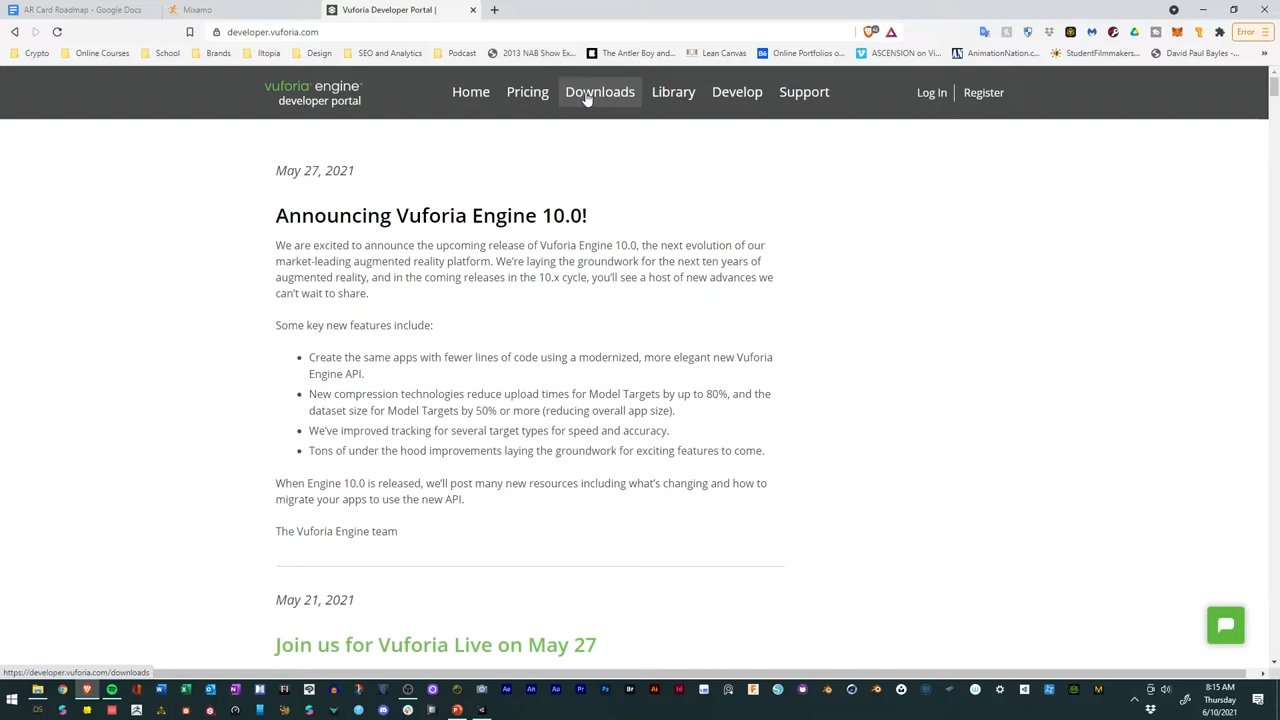 AR Card Roadmap - Google Docs
Mixamo
Vuforia Developer Portal |
developer.vuforia.com
Error
Crypto
Online Courses
School
Brands
Iltopia
Design
SEO and Analytics
Podcast
2013 NAB Show Ex...
The Antler Boy and...
Lean Canvas
Online Portfolios o...
ASCENSION on Vi...
AnimationNation.c...
StudentFilmmakers...
David Paul Bayles -...
vuforia engine™
developer portal
Home
Pricing
Downloads
Library
Develop
Support
Log In
Register
May 27, 2021
Announcing Vuforia Engine 10.0!
We are excited to announce the upcoming release of Vuforia Engine 10.0, the next evolution of our
market-leading augmented reality platform. We're laying the groundwork for the next ten years of
augmented reality, and in the coming releases in the 10.x cycle, you'll see a host of new advances we
can't wait to share.
Some key new features include:
Create the same apps with fewer lines of code using a modernized, more elegant new Vuforia
Engine API.
New compression technologies reduce upload times for Model Targets by up to 80%, and the
dataset size for Model Targets by 50% or more (reducing overall app size).
We've improved tracking for several target types for speed and accuracy.
Tons of under the hood improvements laying the groundwork for exciting features to come.
When Engine 10.0 is released, we'll post many new resources including what's changing and how to
migrate your apps to use the new API.
The Vuforia Engine team
May 21, 2021
Join us for Vuforia Live on May 27
https://developer.vuforia.com/downloads
8:15 AM
Thursday
6/10/2021